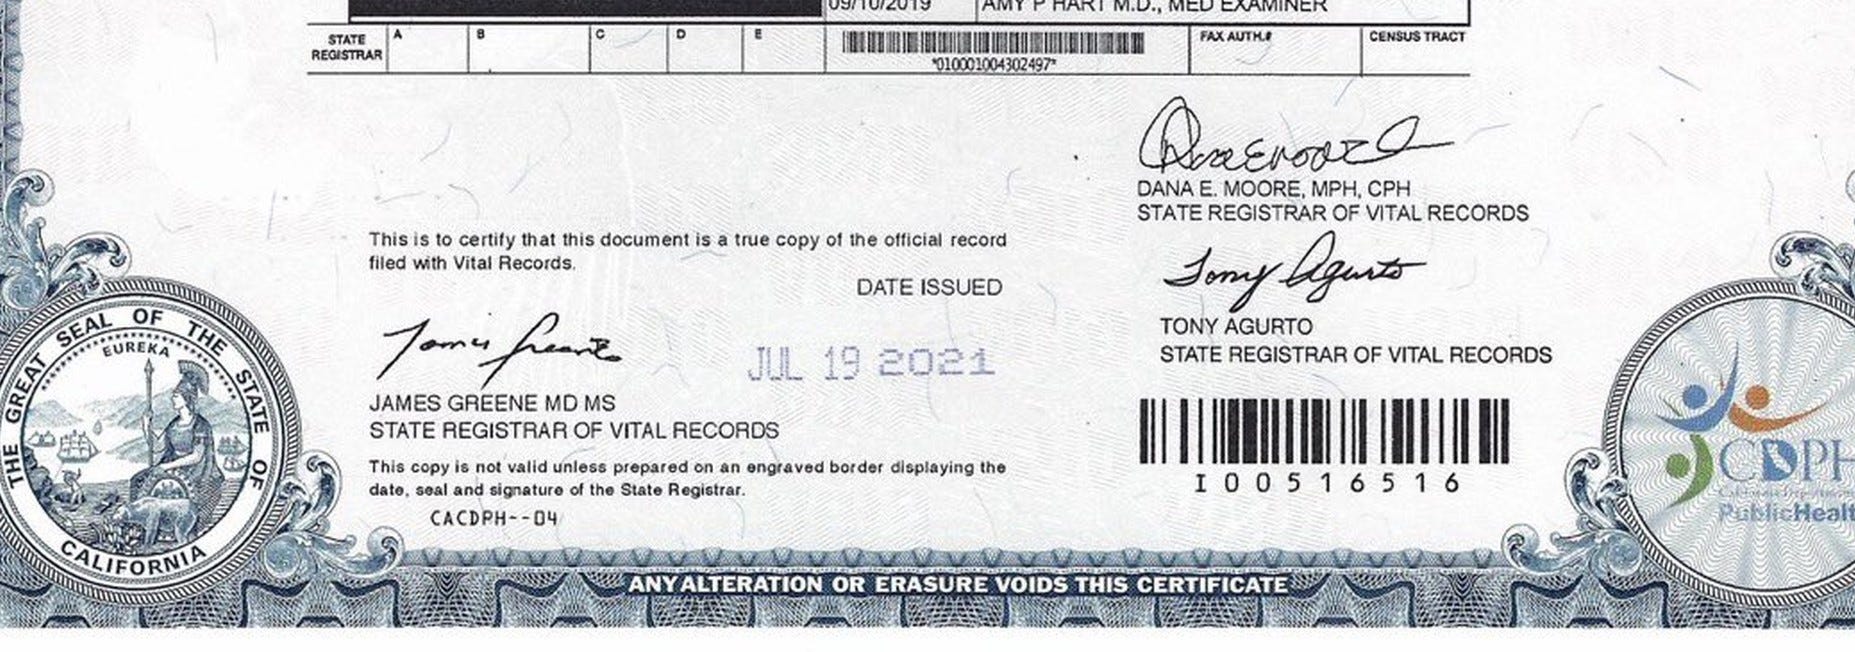 09/10/2019 AMY P HART M.D., MED EXAMINER
STATE REGISTRAR A B C D E FAX AUTH.# CENSUS TRACT
*010001004302497*
Dana E Moore
DANA E. MOORE, MPH, CPH
STATE REGISTRAR OF VITAL RECORDS
This is to certify that this document is a true copy of the official record
filed with Vital Records.
DATE ISSUED
Tony Agurto
TONY AGURTO
STATE REGISTRAR OF VITAL RECORDS
James Greene
JUL 19 2021
JAMES GREENE MD MS
STATE REGISTRAR OF VITAL RECORDS
This copy is not valid unless prepared on an engraved border displaying the
date, seal and signature of the State Registrar.
CACDPH--04
I00516516
THE GREAT SEAL OF THE STATE OF CALIFORNIA
EUREKA
CDPH
PublicHealt
ANY ALTERATION OR ERASURE VOIDS THIS CERTIFICATE